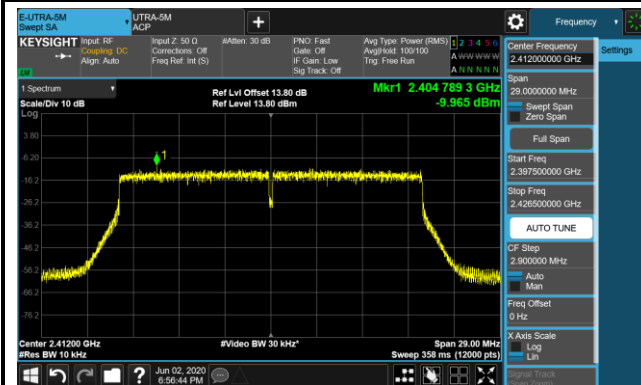 E-UTRA-5M
Swept SA
UTRA-5M
ACP
Frequency
KEYSIGHT
Input: RF
Coupling: DC
Align: Auto
Input Z: 50 Ω
Corrections: Off
Freq Ref: Int (S)
#Atten: 30 dB
PNO: Fast
Gate: Off
IF Gain: Low
Sig Track: Off
Avg Type: Power (RMS)
Avg|Hold: 100/100
Trig: Free Run
1 2 3 4 5 6
A W W W W W
A N N N N N
LXI
1 Spectrum
Scale/Div 10 dB
Log
Ref Lvl Offset 13.80 dB
Ref Level 13.80 dBm
Mkr1 2.404 789 3 GHz
-9.965 dBm
3.80
-6.20
-16.2
-26.2
-36.2
-46.2
-56.2
-66.2
-76.2
1
Center 2.41200 GHz
#Res BW 10 kHz
#Video BW 30 kHz*
Span 29.00 MHz
Sweep 358 ms (12000 pts)
Jun 02, 2020
6:56:44 PM
Center Frequency
2.412000000 GHz
Settings
Span
29.0000000 MHz
Swept Span
Zero Span
Full Span
Start Freq
2.397500000 GHz
Stop Freq
2.426500000 GHz
AUTO TUNE
CF Step
2.900000 MHz
Auto
Man
Freq Offset
0 Hz
X Axis Scale
Log
Lin
Signal Track